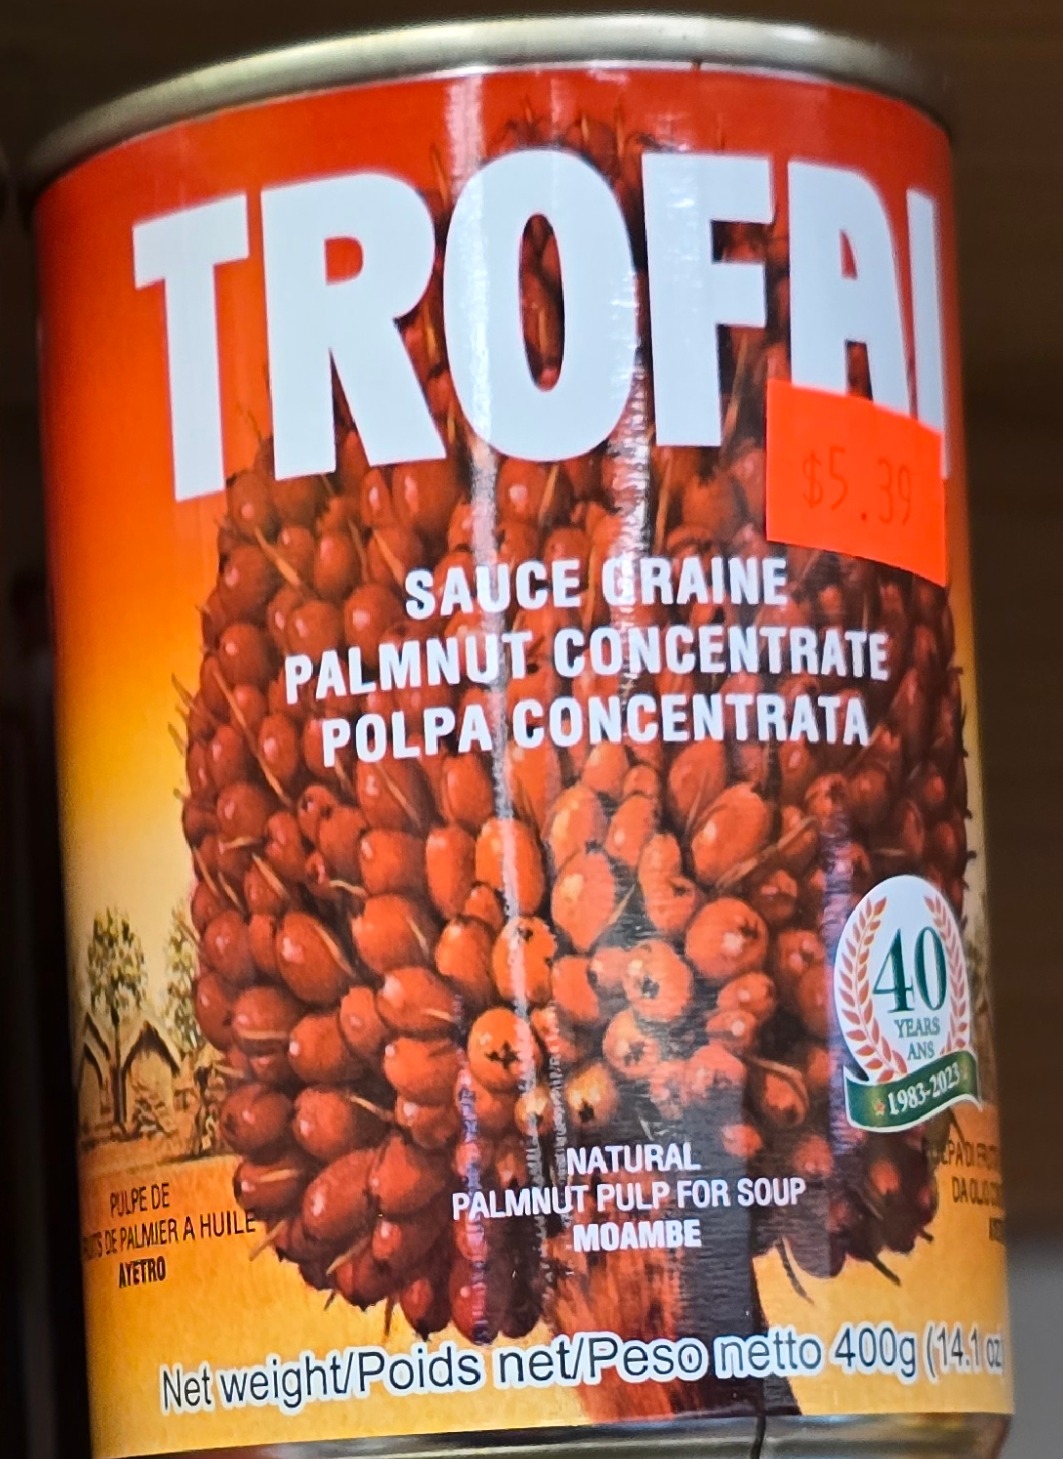 TROFAI
$5.39
SAUCE GRAINE
PALMNUT CONCENTRATE
POLPA CONCENTRATA
40
YEARS
ANS
1983-2023
NATURAL
PALMNUT PULP FOR SOUP
MOAMBE
PULPE DE
DE PALMIER A HUILE
AYETRO
Net weight/Poids net/Peso netto 400g (14.1 oz